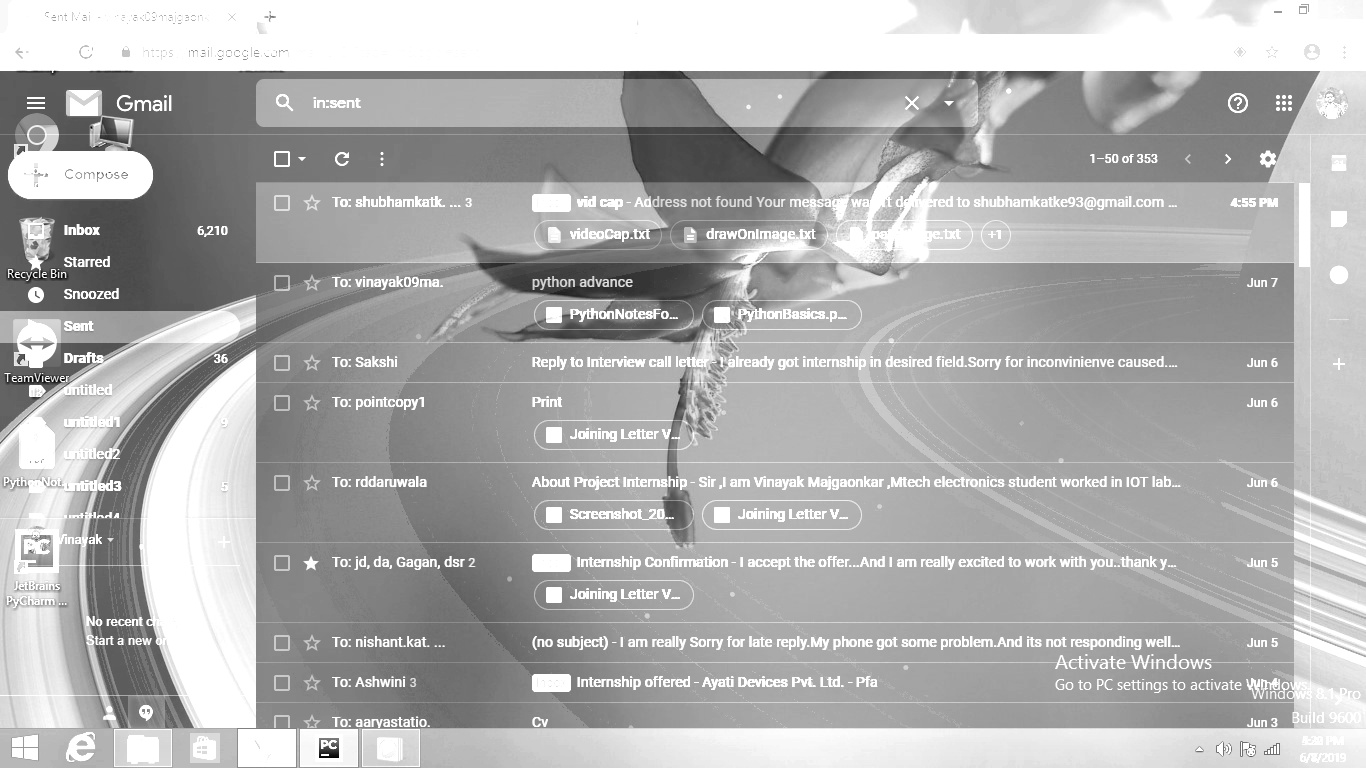 Sent Mail
https mail.google.com
Gmail
in:sent
Compose
1–50 of 353
Inbox 6,210
Starred
Snoozed
Sent
Drafts 36
untitled
untitled1 9
untitled2
untitled3 5
untitled4
Vinayak
No recent
Start a new
Recycle Bin
TeamViewer
PythonNot...
JetBrains
PyCharm ...
To: shubhamkatk. ... 3 vid cap - Address not found Your message wasn't delivered to shubhamkatke93@gmail.com ... 4:55 PM
videoCap.txt drawOnImage.txt +1
To: vinayak09ma. python advance Jun 7
PythonNotesFo... PythonBasics.p...
To: Sakshi Reply to Interview call letter - I already got internship in desired field.Sorry for inconvinienve caused.... Jun 6
To: pointcopy1 Print Jun 6
Joining Letter V...
To: rddaruwala About Project Internship - Sir ,I am Vinayak Majgaonkar ,Mtech electronics student worked in IOT lab... Jun 6
Screenshot_20... Joining Letter V...
To: jd, da, Gagan, dsr 2 Internship Confirmation - I accept the offer...And I am really excited to work with you..thank y... Jun 5
Joining Letter V...
To: nishant.kat. ... (no subject) - I am really Sorry for late reply.My phone got some problem.And its not responding well... Jun 5
To: Ashwini 3 Inbox Internship offered - Ayati Devices Pvt. Ltd. - Pfa Jun 4
To: aaryastatio. Cv Jun 3
Activate Windows
Go to PC settings to activate Windows.
Windows 8.1 Pro
Build 9600
PC
6/8/2019